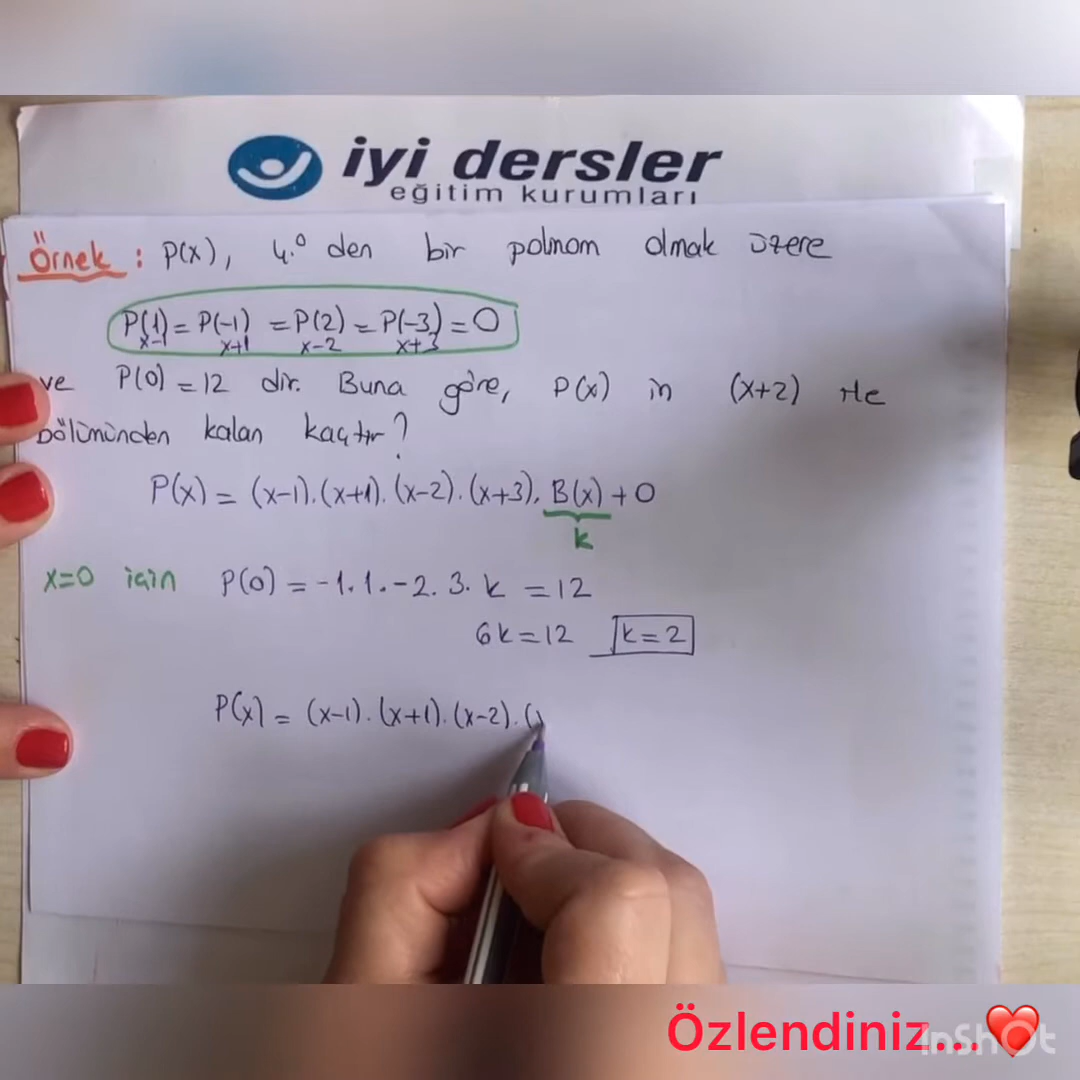 iyi dersler
eğitim kurumları
Örnek : P(x), 4.° den bir polinom olmak üzere
P(1) = P(-1) = P(2) = P(-3) = 0
x-1 x+1 x-2 x+3
ve P(0) = 12 dir. Buna göre, P(x) in (x+2) ile
bölümünden kalan kaçtır?
P(x) = (x-1).(x+1).(x-2).(x+3). B(x) + 0
k
x=0 için P(0) = -1.1.-2.3. k = 12
6k = 12 k = 2
P(x) = (x-1).(x+1).(x-2).(
Özlendiniz...❤️
InShOt